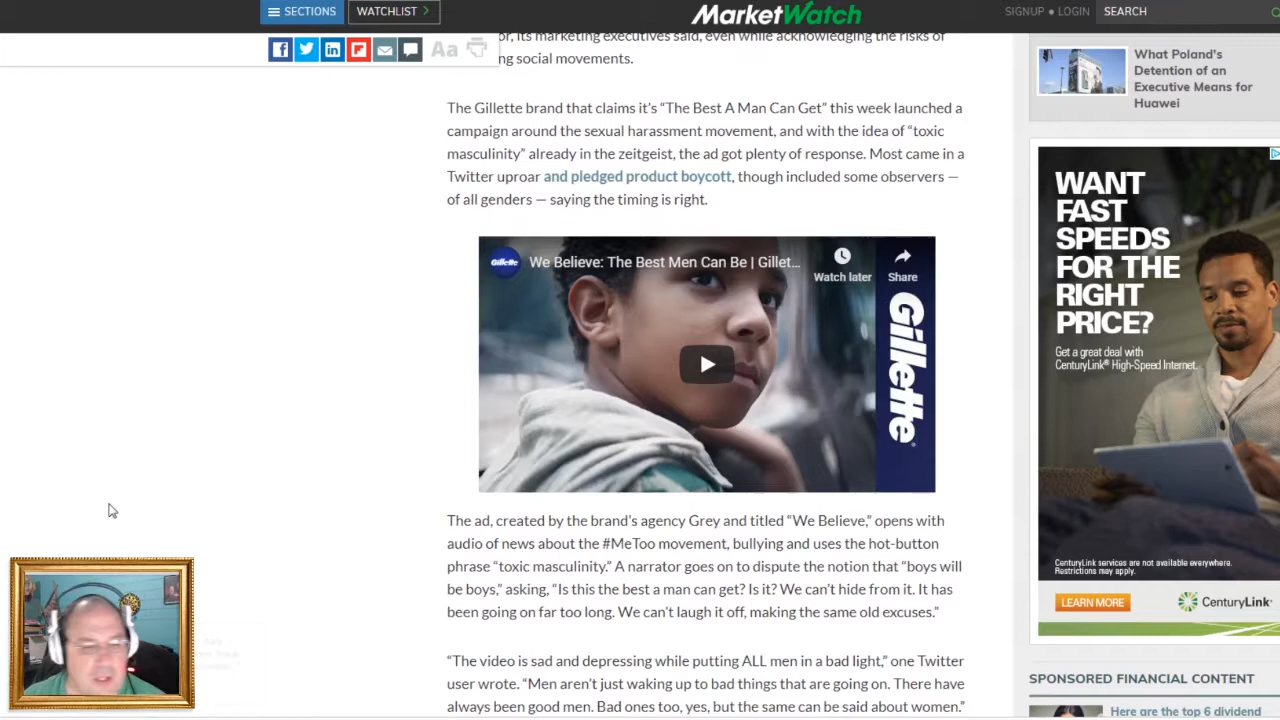 SECTIONS
WATCHLIST
MarketWatch
SIGNUP • LOGIN
SEARCH
Aa
or, its marketing executives said, even while acknowledging the risks of
ng social movements.
The Gillette brand that claims it's “The Best A Man Can Get” this week launched a
campaign around the sexual harassment movement, and with the idea of “toxic
masculinity” already in the zeitgeist, the ad got plenty of response. Most came in a
Twitter uproar and pledged product boycott, though included some observers —
of all genders — saying the timing is right.
Gillette
We Believe: The Best Men Can Be | Gillet...
Watch later
Share
Gillette
The ad, created by the brand's agency Grey and titled “We Believe,” opens with
audio of news about the #MeToo movement, bullying and uses the hot-button
phrase “toxic masculinity.” A narrator goes on to dispute the notion that “boys will
be boys,” asking, “Is this the best a man can get? Is it? We can't hide from it. It has
been going on far too long. We can't laugh it off, making the same old excuses.”
“The video is sad and depressing while putting ALL men in a bad light,” one Twitter
user wrote. “Men aren't just waking up to bad things that are going on. There have
always been good men. Bad ones too, yes, but the same can be said about women.”
What Poland's
Detention of an
Executive Means for
Huawei
WANT
FAST
SPEEDS
FOR THE
RIGHT
PRICE?
Get a great deal with
CenturyLink® High-Speed Internet.
CenturyLink services are not available everywhere.
Restrictions may apply.
LEARN MORE
CenturyLink
SPONSORED FINANCIAL CONTENT
Here are the top 6 dividend